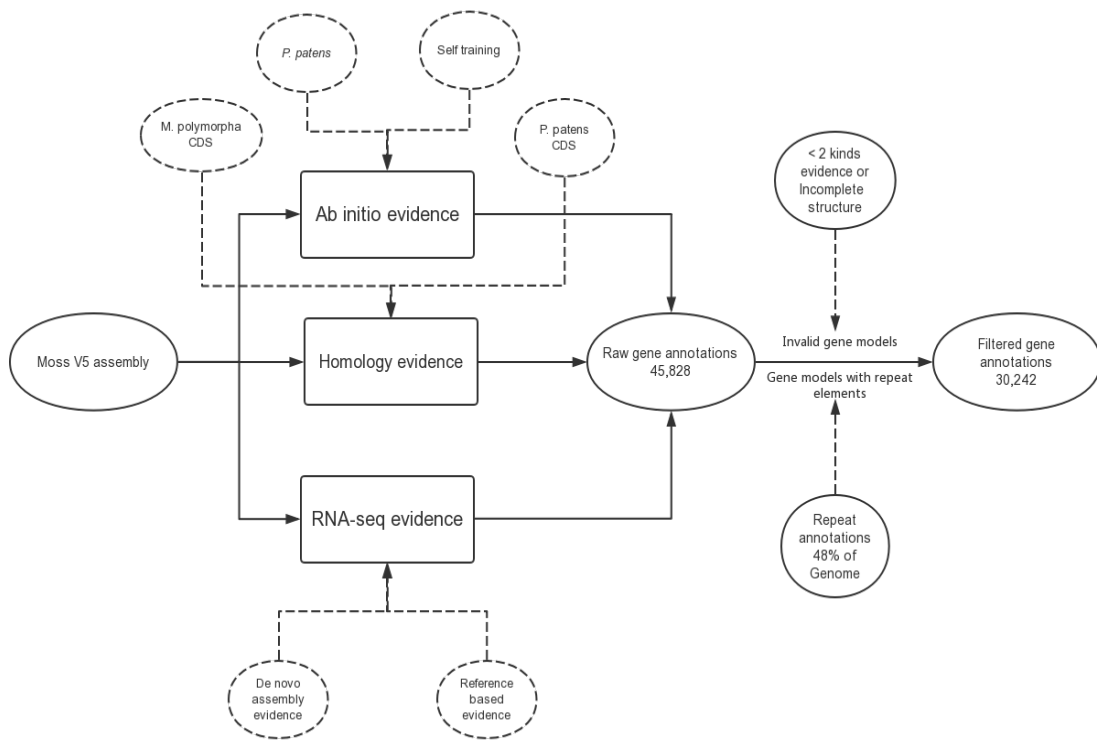 P. patens
Self training
M. polymorpha
CDS
P. patens
CDS
< 2 kinds
evidence or
Incomplete
structure
Ab initio evidence
Moss V5 assembly
Homology evidence
Raw gene annotations
45,828
Invalid gene models
Gene models with repeat
elements
Filtered gene
annotations
30,242
RNA-seq evidence
Repeat
annotations
48% of
Genome
De novo
assembly
evidence
Reference
based
evidence